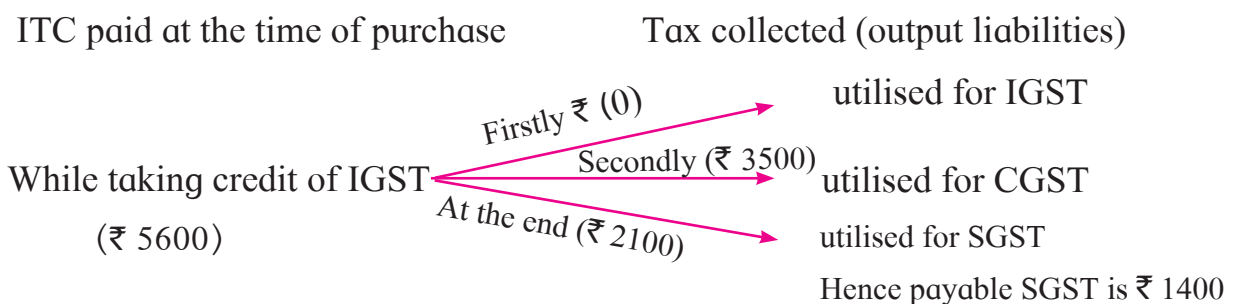 ITC paid at the time of purchase Tax collected (output liabilities)
Firstly ₹ (0) utilised for IGST
While taking credit of IGST Secondly (₹ 3500) utilised for CGST
(₹ 5600) At the end (₹ 2100) utilised for SGST
Hence payable SGST is ₹ 1400